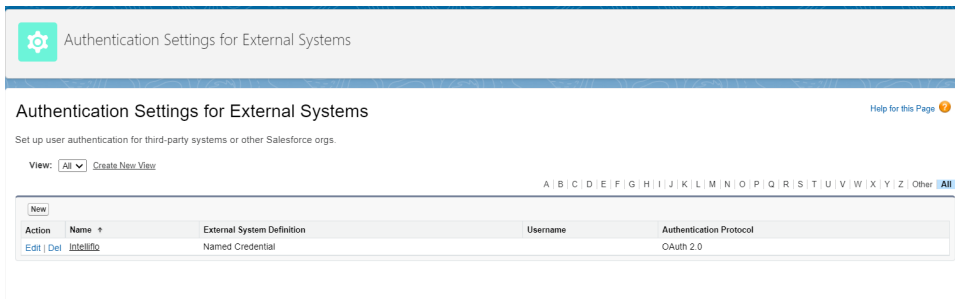 Authentication Settings for External Systems
Authentication Settings for External Systems
Help for this Page ?
Set up user authentication for third-party systems or other Salesforce orgs.
View: All Create New View
A | B | C | D | E | F | G | H | I | J | K | L | M | N | O | P | Q | R | S | T | U | V | W | X | Y | Z | Other All
New
Action Name ↑ External System Definition Username Authentication Protocol
Edit | Del Intelliflo Named Credential OAuth 2.0